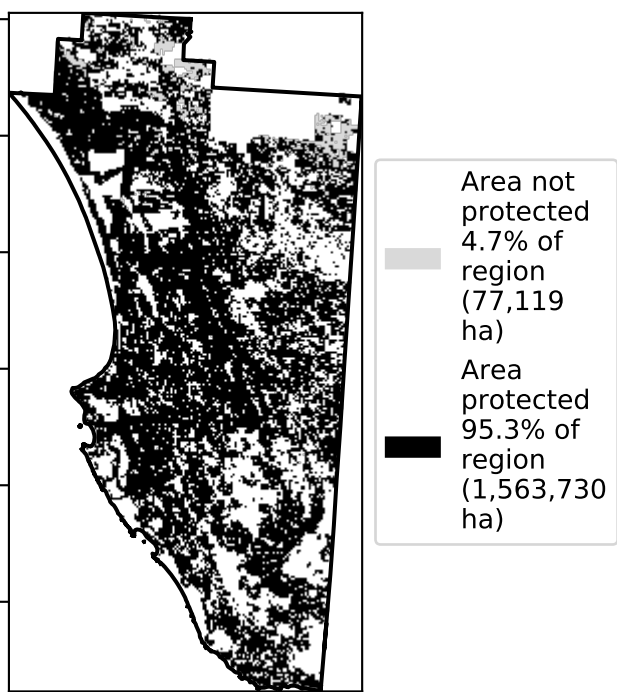 Area not
protected
4.7% of
region
(77,119
ha)
Area
protected
95.3% of
region
(1,563,730
ha)